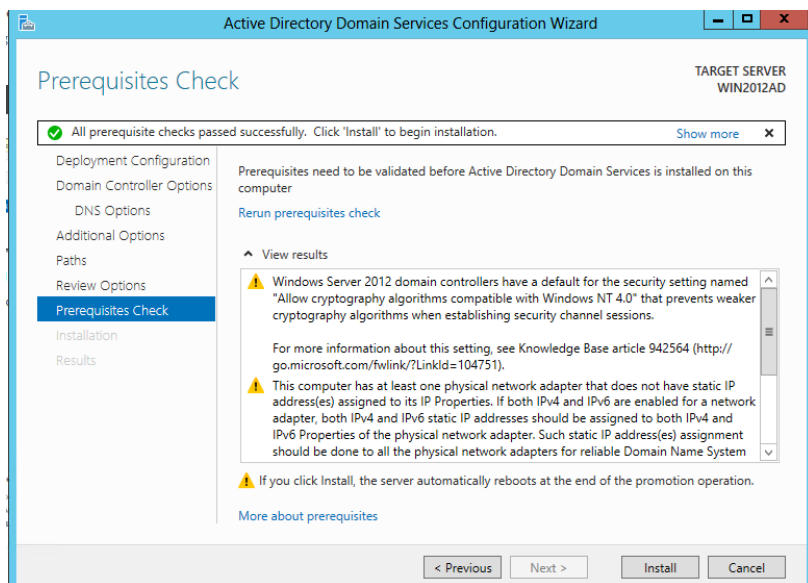 Active Directory Domain Services Configuration Wizard
Prerequisites Check
TARGET SERVER
WIN2012AD
All prerequisite checks passed successfully. Click 'Install' to begin installation.
Show more
Deployment Configuration
Domain Controller Options
DNS Options
Additional Options
Paths
Review Options
Prerequisites Check
Installation
Results
Prerequisites need to be validated before Active Directory Domain Services is installed on this
computer
Rerun prerequisites check
View results
Windows Server 2012 domain controllers have a default for the security setting named
"Allow cryptography algorithms compatible with Windows NT 4.0" that prevents weaker
cryptography algorithms when establishing security channel sessions.
For more information about this setting, see Knowledge Base article 942564 (http://
go.microsoft.com/fwlink/?LinkId=104751).
This computer has at least one physical network adapter that does not have static IP
address(es) assigned to its IP Properties. If both IPv4 and IPv6 are enabled for a network
adapter, both IPv4 and IPv6 static IP addresses should be assigned to both IPv4 and
IPv6 Properties of the physical network adapter. Such static IP address(es) assignment
should be done to all the physical network adapters for reliable Domain Name System
If you click Install, the server automatically reboots at the end of the promotion operation.
More about prerequisites
< Previous
Next >
Install
Cancel